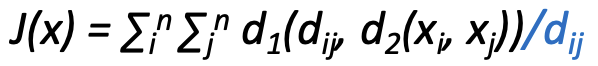 J(x) = ∑ᵢⁿ ∑ⱼⁿ d₁(dᵢⱼ, d₂(xᵢ, xⱼ))/dᵢⱼ